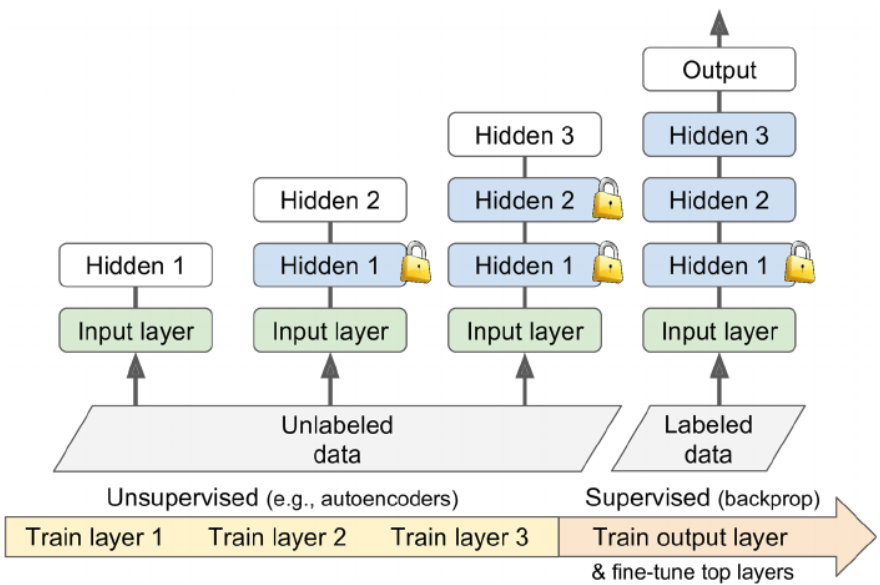 Output
Hidden 3
Hidden 3
Hidden 2
Hidden 2
Hidden 2
Hidden 1
Hidden 1
Hidden 1
Hidden 1
Input layer
Input layer
Input layer
Input layer
Unlabeled
data
Labeled
data
Unsupervised (e.g., autoencoders)
Supervised (backprop)
Train layer 1
Train layer 2
Train layer 3
Train output layer
& fine-tune top layers